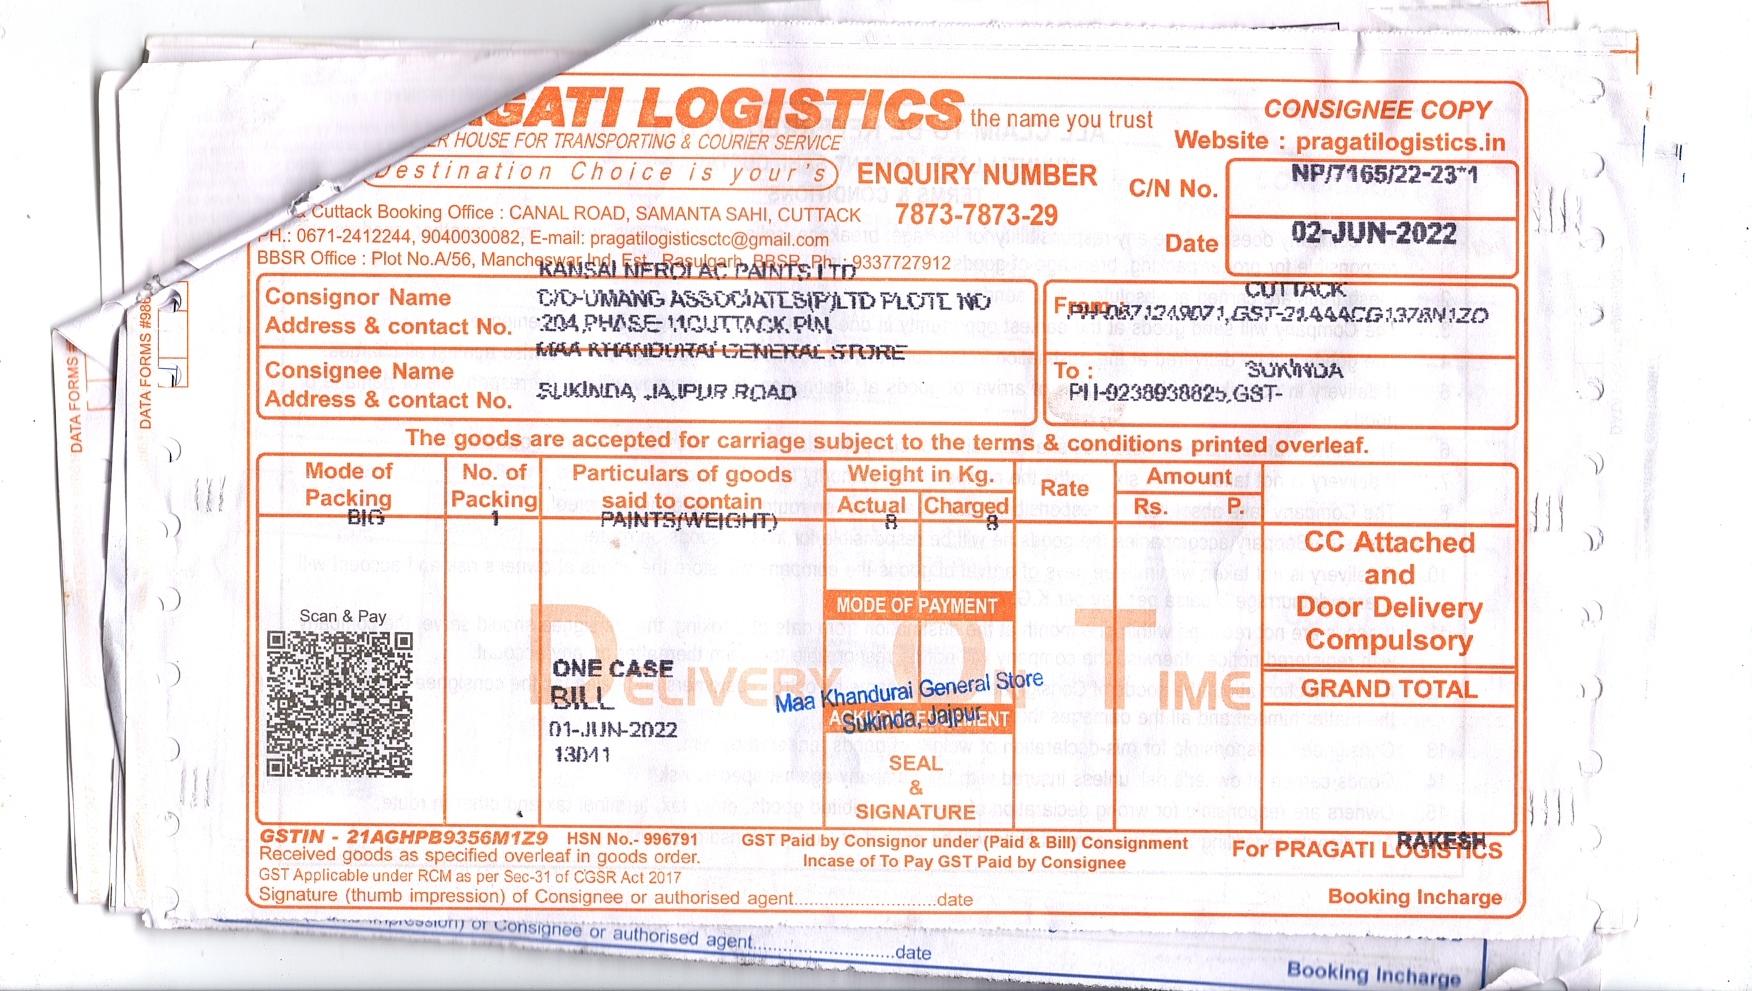 AGATI LOGISTICS the name you trust
CONSIGNEE COPY
HOUSE FOR TRANSPORTING & COURIER SERVICE
Website : pragatilogistics.in
Destination Choice is your's
ENQUIRY NUMBER
7873-7873-29
C/N No. NP/7165/22-23*1
Date 02-JUN-2022
& Cuttack Booking Office : CANAL ROAD, SAMANTA SAHI, CUTTACK
PH.: 0671-2412244, 9040030082, E-mail: pragatilogisticsctc@gmail.com
BBSR Office : Plot No.A/56, Mancheswar Ind. Est., Rasulgarh, BBSR, Ph.: 9337727912
Consignor Name
Address & contact No.
KANSAI NEROLAC PAINTS LTD
C/O-UMANG ASSOCIATES(P)LTD PLOTE NO
204,PHASE-11CUTTACK,PIN
From CUTTACK
Consignee Name
Address & contact No.
MAA KHANDURAI GENERAL STORE
SUKINDA, JAJPUR ROAD
To : SUKINDA
PH-9238938825,GST-
The goods are accepted for carriage subject to the terms & conditions printed overleaf.
Mode of Packing
No. of Packing
Particulars of goods said to contain
Weight in Kg.
Actual Charged
Rate
Amount
Rs. P.
BIG 1 PAINTS(WEIGHT) 8 8
CC Attached
and
Door Delivery
Compulsory
GRAND TOTAL
Scan & Pay
DELIVERY ON TIME
MODE OF PAYMENT
ONE CASE
BILL
01-JUN-2022
13041
Maa Khandurai General Store
Sukinda, Jajpur
ACKNOWLEDGEMENT
SEAL
&
SIGNATURE
GSTIN - 21AGHPB9356M1Z9 HSN No.- 996791
GST Paid by Consignor under (Paid & Bill) Consignment
Incase of To Pay GST Paid by Consignee
RAKESH
For PRAGATI LOGISTICS
Received goods as specified overleaf in goods order.
GST Applicable under RCM as per Sec-31 of CGSR Act 2017
Signature (thumb impression) of Consignee or authorised agent............................date
Booking Incharge
impression) of Consignee or authorised agent............................date
Booking Incharge
DATA FORMS
DATA FORMS